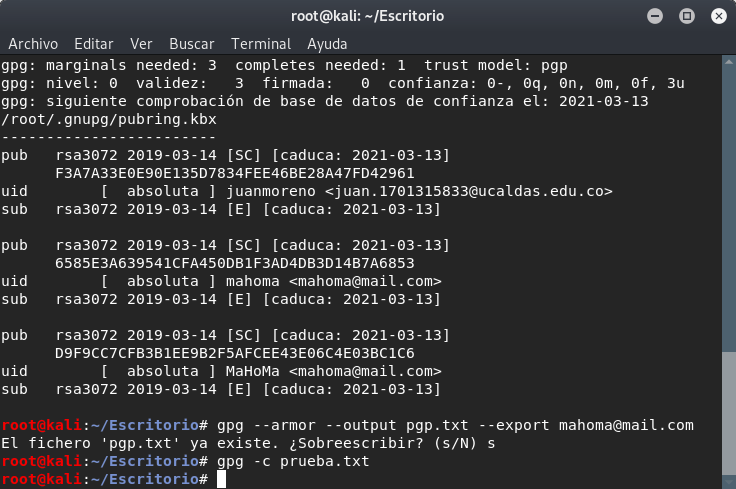 root@kali: ~/Escritorio
Archivo Editar Ver Buscar Terminal Ayuda
gpg: marginals needed: 3  completes needed: 1  trust model: pgp
gpg: nivel: 0  validez:   3  firmada:   0  confianza: 0-, 0q, 0n, 0m, 0f, 3u
gpg: siguiente comprobación de base de datos de confianza el: 2021-03-13
/root/.gnupg/pubring.kbx
------------------------
pub   rsa3072 2019-03-14 [SC] [caduca: 2021-03-13]
      F3A7A33E0E90E135D7834FEE46BE28A47FD42961
uid        [  absoluta ] juanmoreno <juan.1701315833@ucaldas.edu.co>
sub   rsa3072 2019-03-14 [E] [caduca: 2021-03-13]
pub   rsa3072 2019-03-14 [SC] [caduca: 2021-03-13]
      6585E3A639541CFA450DB1F3AD4DB3D14B7A6853
uid        [  absoluta ] mahoma <mahoma@mail.com>
sub   rsa3072 2019-03-14 [E] [caduca: 2021-03-13]
pub   rsa3072 2019-03-14 [SC] [caduca: 2021-03-13]
      D9F9CC7CFB3B1EE9B2F5AFCEE43E06C4E03BC1C6
uid        [  absoluta ] MaHoMa <mahoma@mail.com>
sub   rsa3072 2019-03-14 [E] [caduca: 2021-03-13]
root@kali:~/Escritorio# gpg --armor --output pgp.txt --export mahoma@mail.com
El fichero 'pgp.txt' ya existe. ¿Sobreescribir? (s/N) s
root@kali:~/Escritorio# gpg -c prueba.txt
root@kali:~/Escritorio#